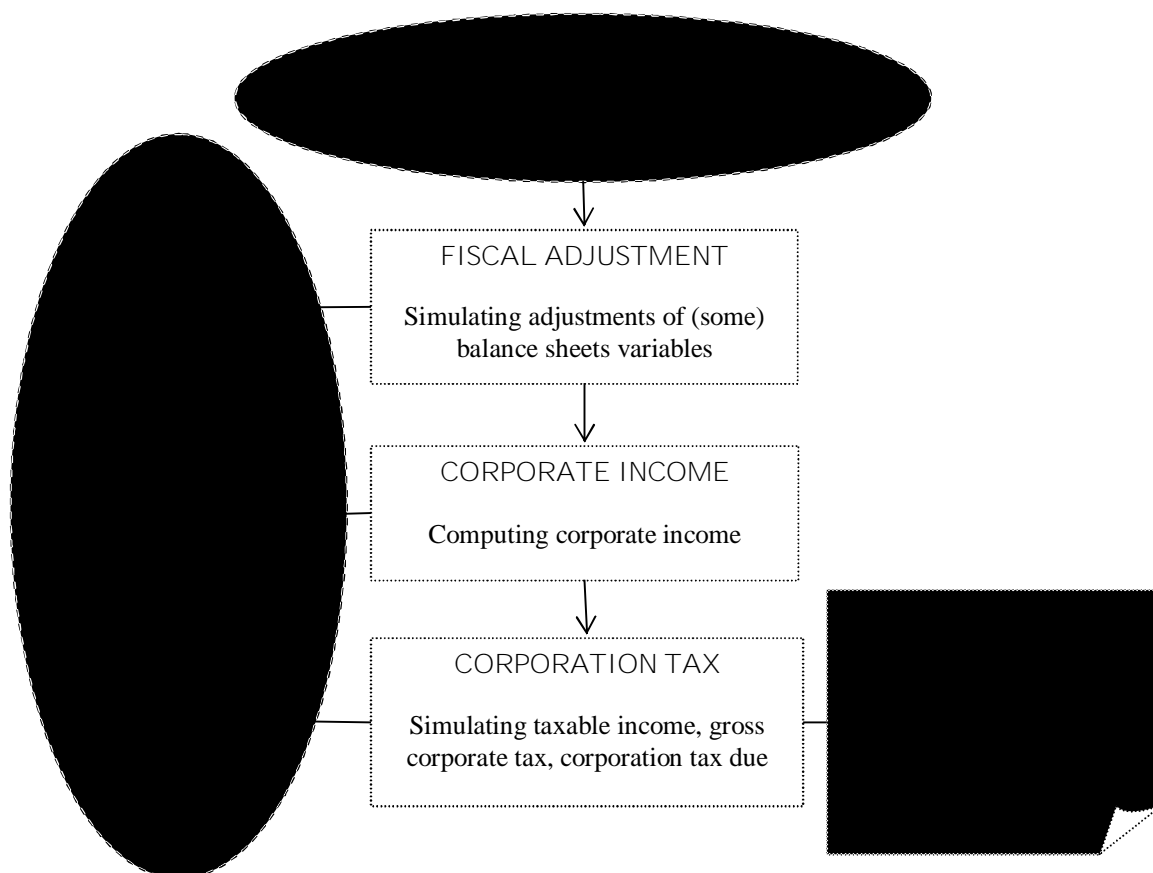 FISCAL ADJUSTMENT
Simulating adjustments of (some)
balance sheets variables
CORPORATE INCOME
Computing corporate income
CORPORATION TAX
Simulating taxable income, gross
corporate tax, corporation tax due